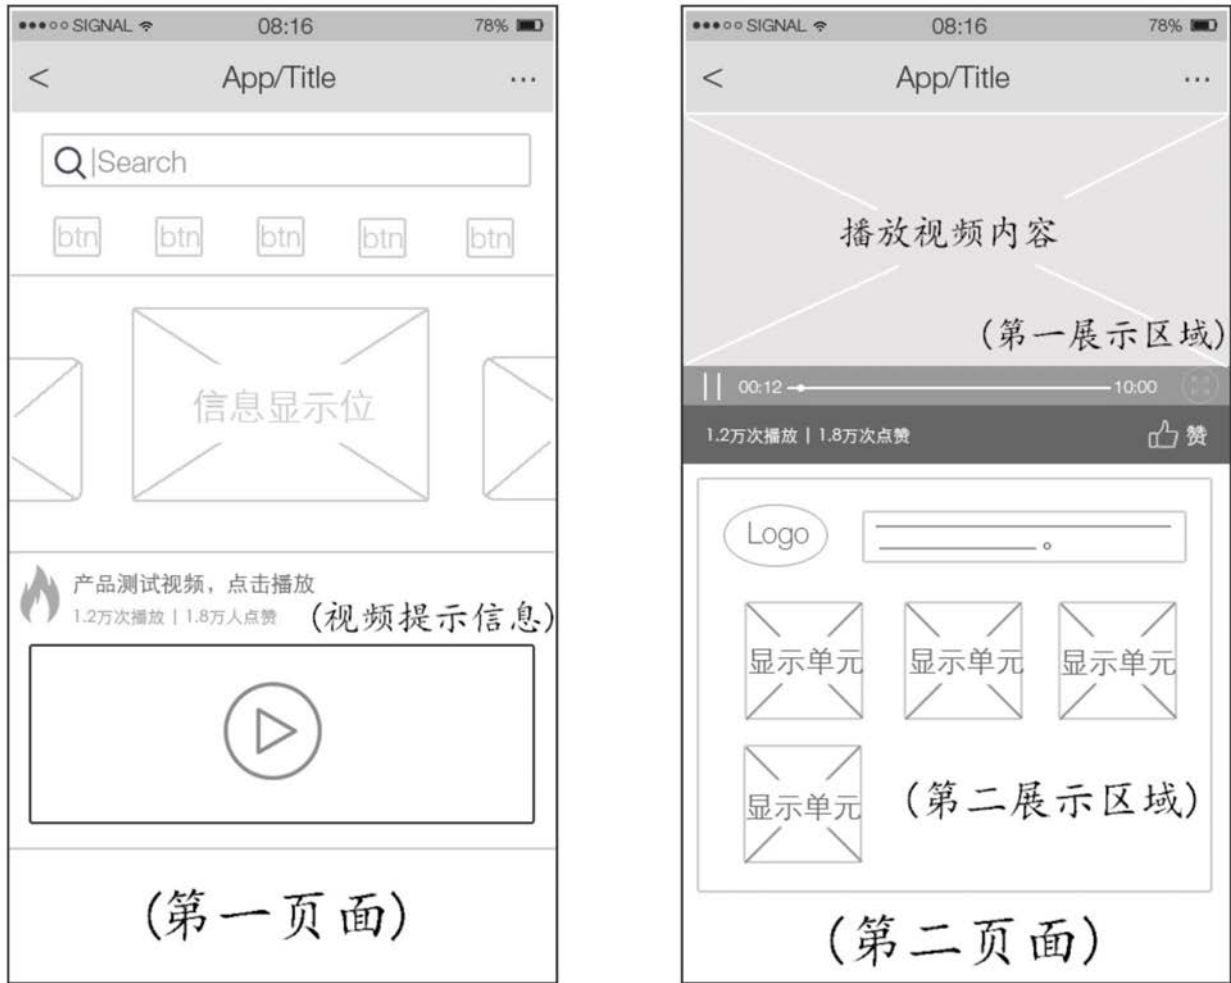 SIGNAL 08:16 78%
< App/Title ...
Search
btn btn btn btn btn
信息显示位
产品测试视频，点击播放
1.2万次播放 | 1.8万人点赞
(视频提示信息)
(第一页面)
SIGNAL 08:16 78%
< App/Title ...
播放视频内容
(第一展示区域)
00:12 10:00
1.2万次播放 | 1.8万次点赞 赞
Logo
。
显示单元 显示单元 显示单元
显示单元
(第二展示区域)
(第二页面)